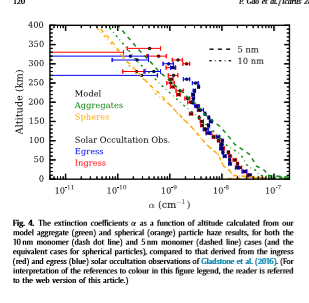 120
P. Gao et al./Icarus 2
400
350
300
250
200
150
100
50
0
Altitude (km)
5 nm
10 nm
Model
Aggregates
Spheres
Solar Occultation Obs.
Egress
Ingress
10⁻¹¹ 10⁻¹⁰ 10⁻⁹ 10⁻⁸ 10⁻⁷
α (cm⁻¹)
Fig. 4. The extinction coefficients α as a function of altitude calculated from our
model aggregate (green) and spherical (orange) particle haze results, for both the
10 nm monomer (dash dot line) and 5 nm monomer (dashed line) cases (and the
equivalent cases for spherical particles), compared to that derived from the ingress
(red) and egress (blue) solar occultation observations of Gladstone et al. (2016). (For
interpretation of the references to colour in this figure legend, the reader is referred
to the web version of this article.)